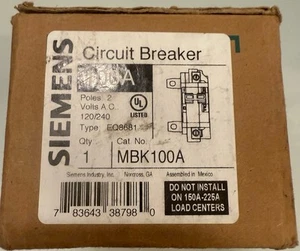 SIEMENS
Circuit Breaker
100A
Poles 2
Volts A.C.
120/240
UL
LISTED
Type EQ8681
Qty Cat. No.
1 MBK100A
Siemens Industry, Inc. Norcross, GA Assembled in Mexico
DO NOT INSTALL
ON 150A-225A
LOAD CENTERS
7 83643 38798 0